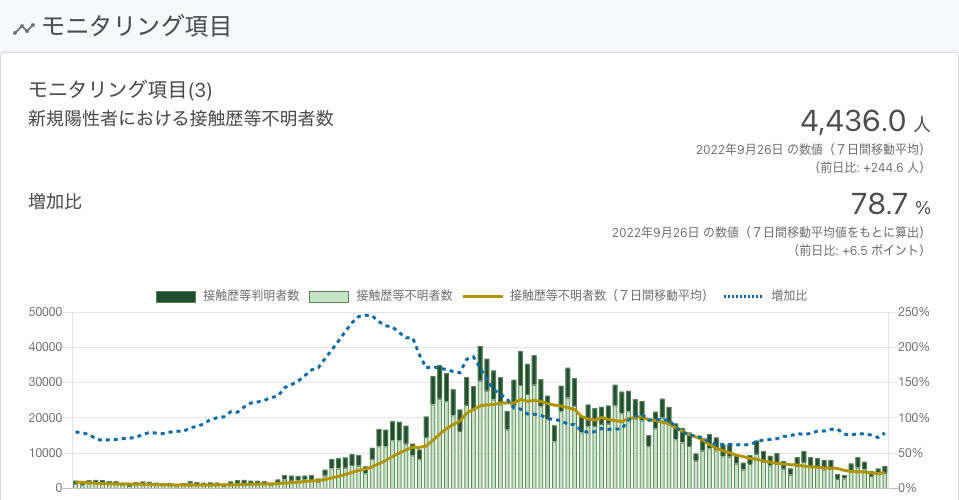 モニタリング項目
モニタリング項目(3)
新規陽性者における接触歴等不明者数
4,436.0 人
2022年9月26日 の数値（７日間移動平均）
（前日比: +244.6 人）
増加比
78.7 %
2022年9月26日 の数値（７日間移動平均値をもとに算出）
（前日比: +6.5 ポイント）
接触歴等判明者数 接触歴等不明者数 接触歴等不明者数（７日間移動平均） 増加比
50000 250%
40000 200%
30000 150%
20000 100%
10000 50%
0 0%